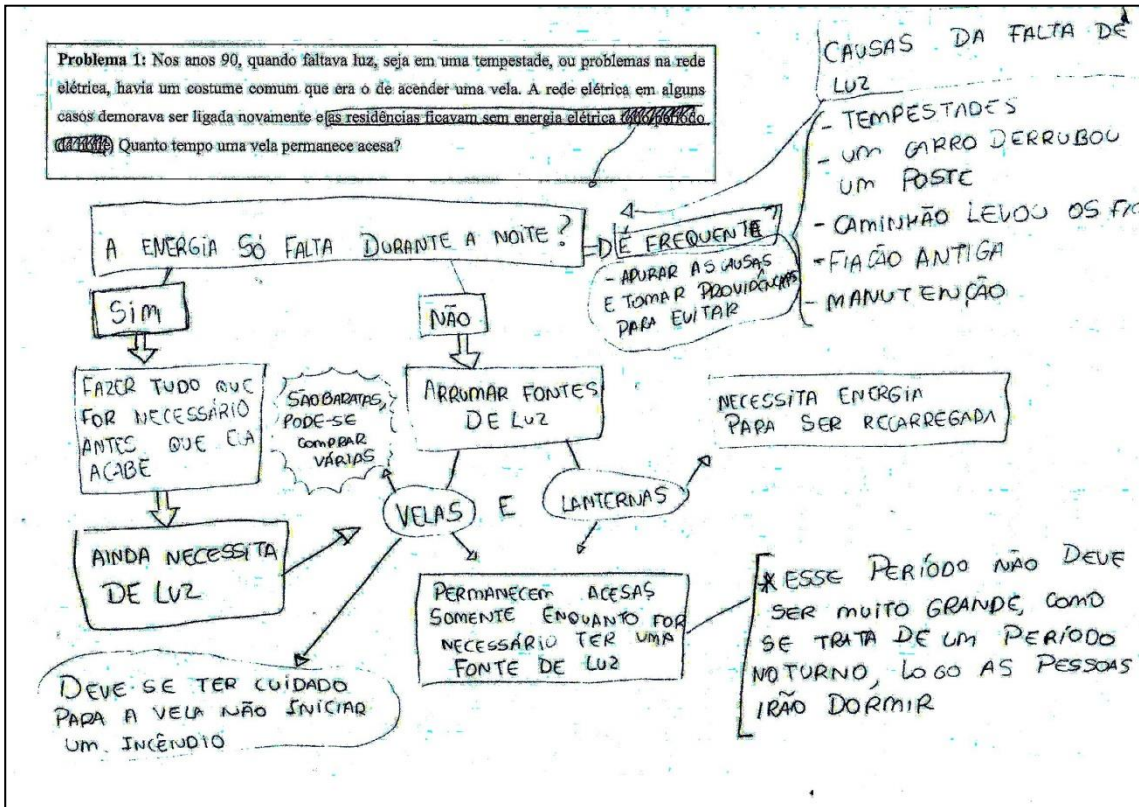 Problema 1: Nos anos 90, quando faltava luz, seja em uma tempestade, ou problemas na rede
elétrica, havia um costume comum que era o de acender uma vela. A rede elétrica em alguns
casos demorava ser ligada novamente e as residências ficavam sem energia elétrica
Quanto tempo uma vela permanece acesa?
CAUSAS DA FALTA DE
LUZ
- TEMPESTADES
- UM CARRO DERRUBOU
UM POSTE
- CAMINHÃO LEVOU OS
- FIAÇÃO ANTIGA
- MANUTENÇÃO
A ENERGIA SÓ FALTA DURANTE A NOITE?
É FREQUENTE?
- APURAR AS CAUSAS
E TOMAR PROVIDÊNCIAS
PARA EVITAR
SIM
NÃO
FAZER TUDO QUE
FOR NECESSÁRIO
ANTES QUE ELA
ACABE
SÃO BARATAS,
PODE-SE
COMPRAR
VÁRIAS
ARRUMAR FONTES
DE LUZ
NECESSITA ENERGIA
PARA SER RECARREGADA
VELAS E LANTERNAS
AINDA NECESSITA
DE LUZ
PERMANECEM ACESAS
SOMENTE ENQUANTO FOR
NECESSÁRIO TER UMA
FONTE DE LUZ
* ESSE PERÍODO NÃO DEVE
SER MUITO GRANDE, COMO
SE TRATA DE UM PERÍODO
NOTURNO, LOGO AS PESSOAS
IRÃO DORMIR
DEVE-SE TER CUIDADO
PARA A VELA NÃO INICIAR
UM INCÊNDIO